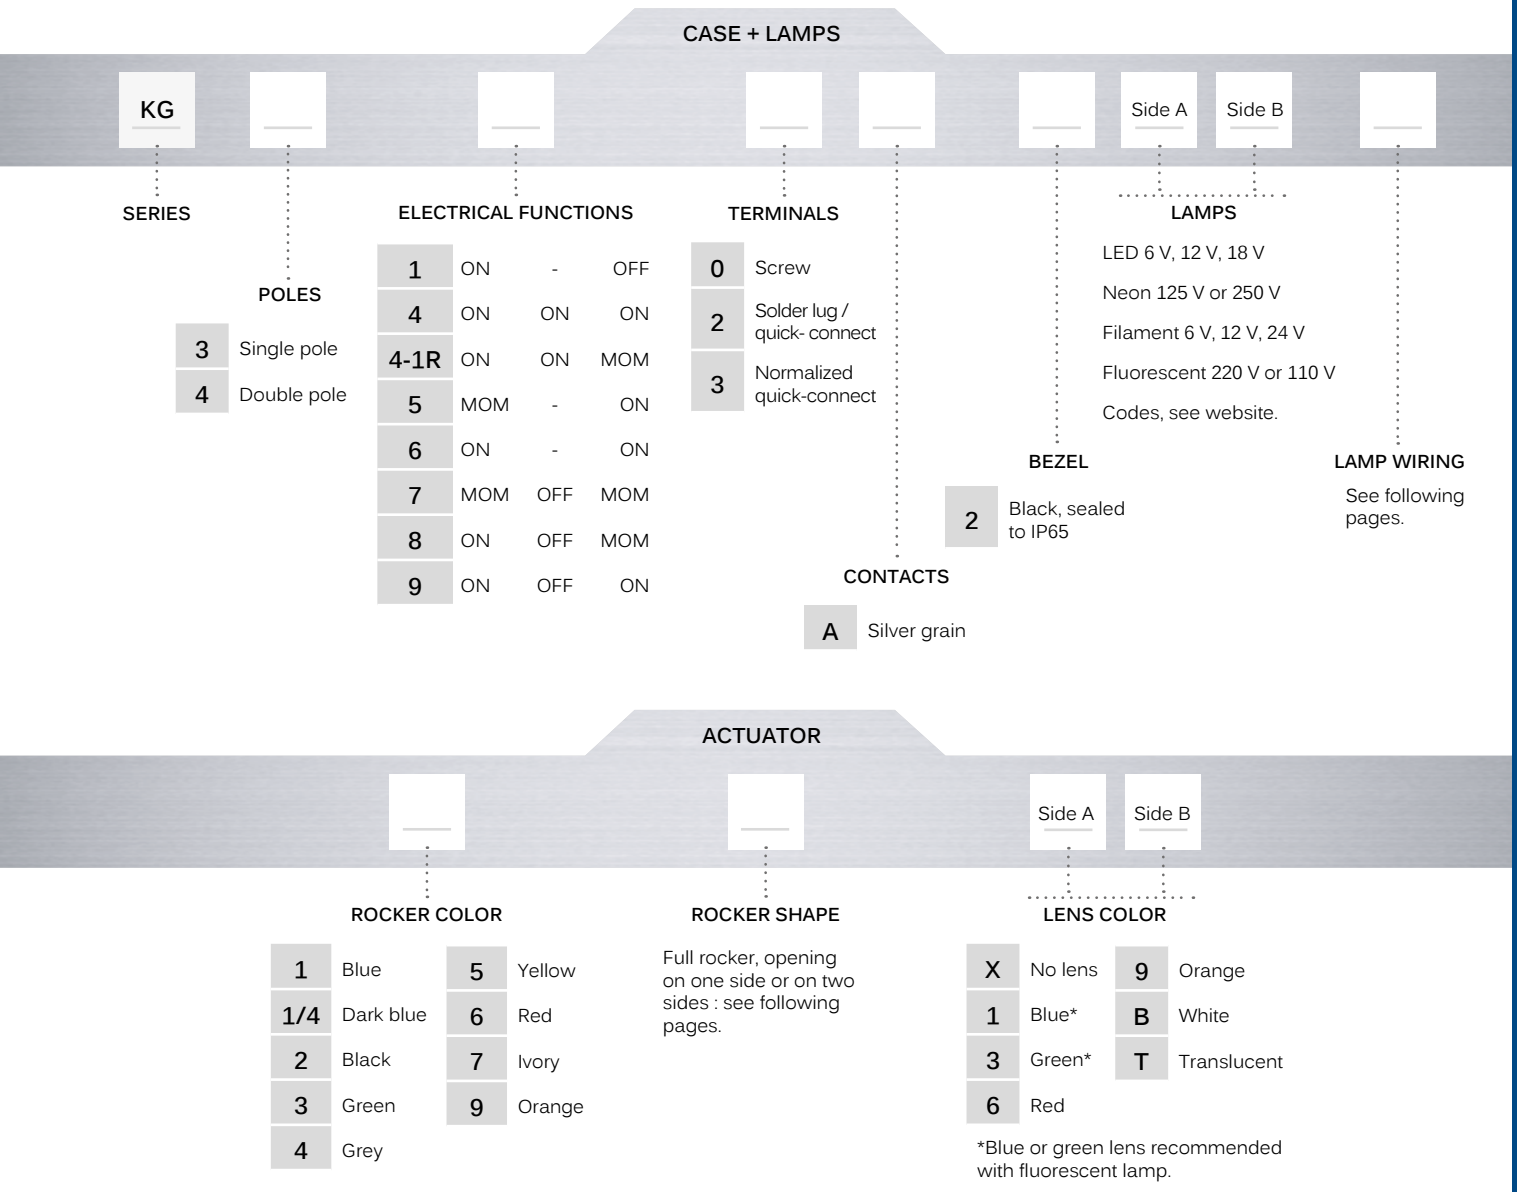 CASE + LAMPS
KG
Side A
Side B
SERIES
POLES
3 Single pole
4 Double pole
ELECTRICAL FUNCTIONS
1 ON - OFF
4 ON ON ON
4-1R ON ON MOM
5 MOM - ON
6 ON - ON
7 MOM OFF MOM
8 ON OFF MOM
9 ON OFF ON
TERMINALS
0 Screw
2 Solder lug /
quick- connect
3 Normalized
quick-connect
CONTACTS
A Silver grain
BEZEL
2 Black, sealed
to IP65
LAMPS
LED 6 V, 12 V, 18 V
Neon 125 V or 250 V
Filament 6 V, 12 V, 24 V
Fluorescent 220 V or 110 V
Codes, see website.
LAMP WIRING
See following
pages.
ACTUATOR
Side A
Side B
ROCKER COLOR
1 Blue
1/4 Dark blue
2 Black
3 Green
4 Grey
5 Yellow
6 Red
7 Ivory
9 Orange
ROCKER SHAPE
Full rocker, opening
on one side or on two
sides : see following
pages.
LENS COLOR
X No lens
1 Blue*
3 Green*
6 Red
9 Orange
B White
T Translucent
*Blue or green lens recommended
with fluorescent lamp.